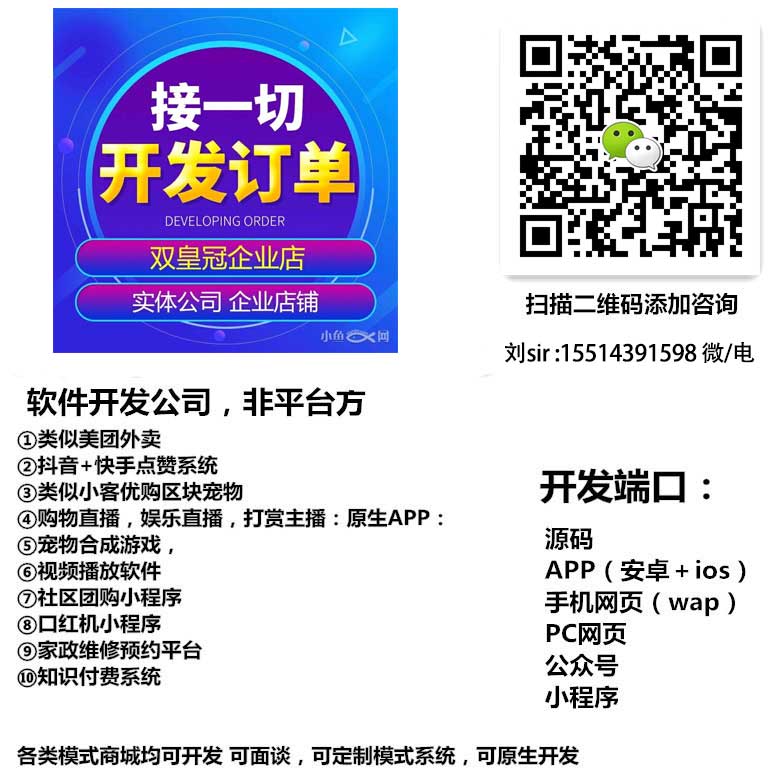 接一切
开发订单
DEVELOPING ORDER
双皇冠企业店
实体公司 企业店铺
小鱼 网
扫描二维码添加咨询
刘sir :15514391598 微/电
软件开发公司，非平台方
①类似美团外卖
②抖音+快手点赞系统
③类似小客优购区块宠物
④购物直播，娱乐直播，打赏主播：原生APP：
⑤宠物合成游戏，
⑥视频播放软件
⑦社区团购小程序
⑧口红机小程序
⑨家政维修预约平台
⑩知识付费系统
开发端口：
源码
APP（安卓＋ios）
手机网页（wap）
PC网页
公众号
小程序
各类模式商城均可开发 可面谈，可定制模式系统，可原生开发